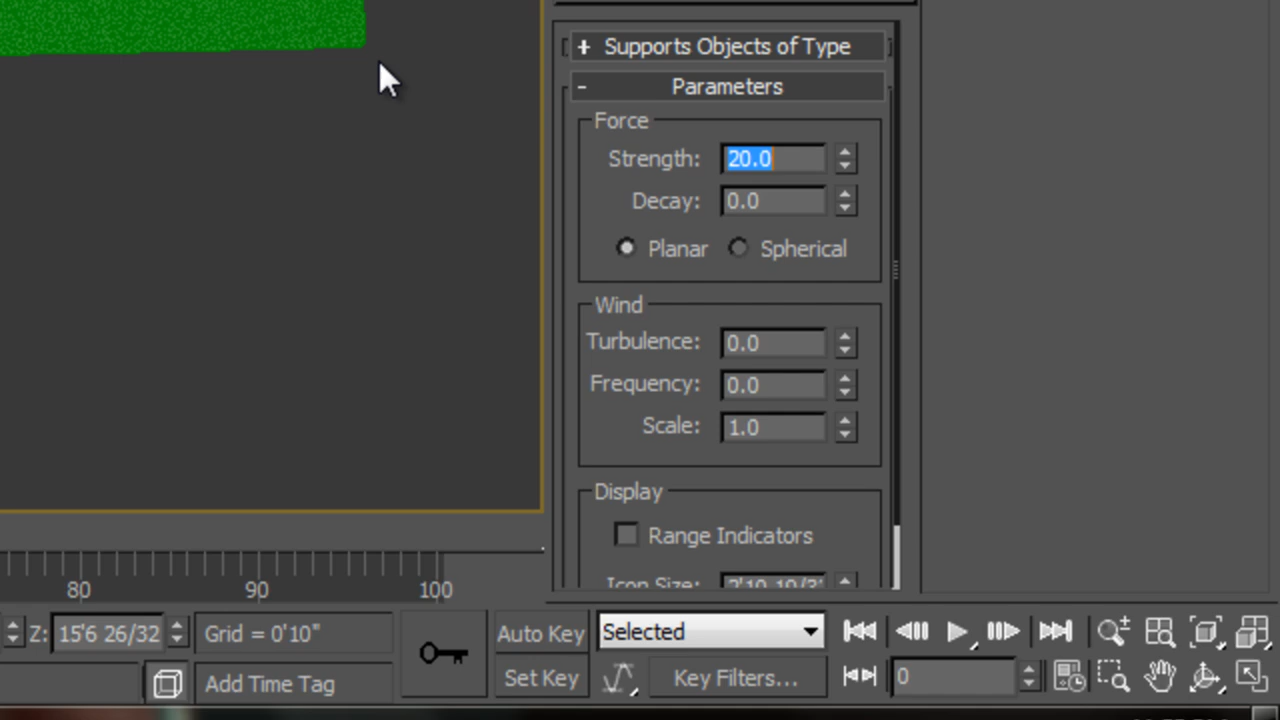 + Supports Objects of Type
- Parameters
Force
Strength: 20.0
Decay: 0.0
Planar Spherical
Wind
Turbulence: 0.0
Frequency: 0.0
Scale: 1.0
Display
Range Indicators
Icon Size:
80 90 100
Z: 15'6 26/32 Grid = 0'10" Auto Key Selected
Add Time Tag Set Key Key Filters... 0